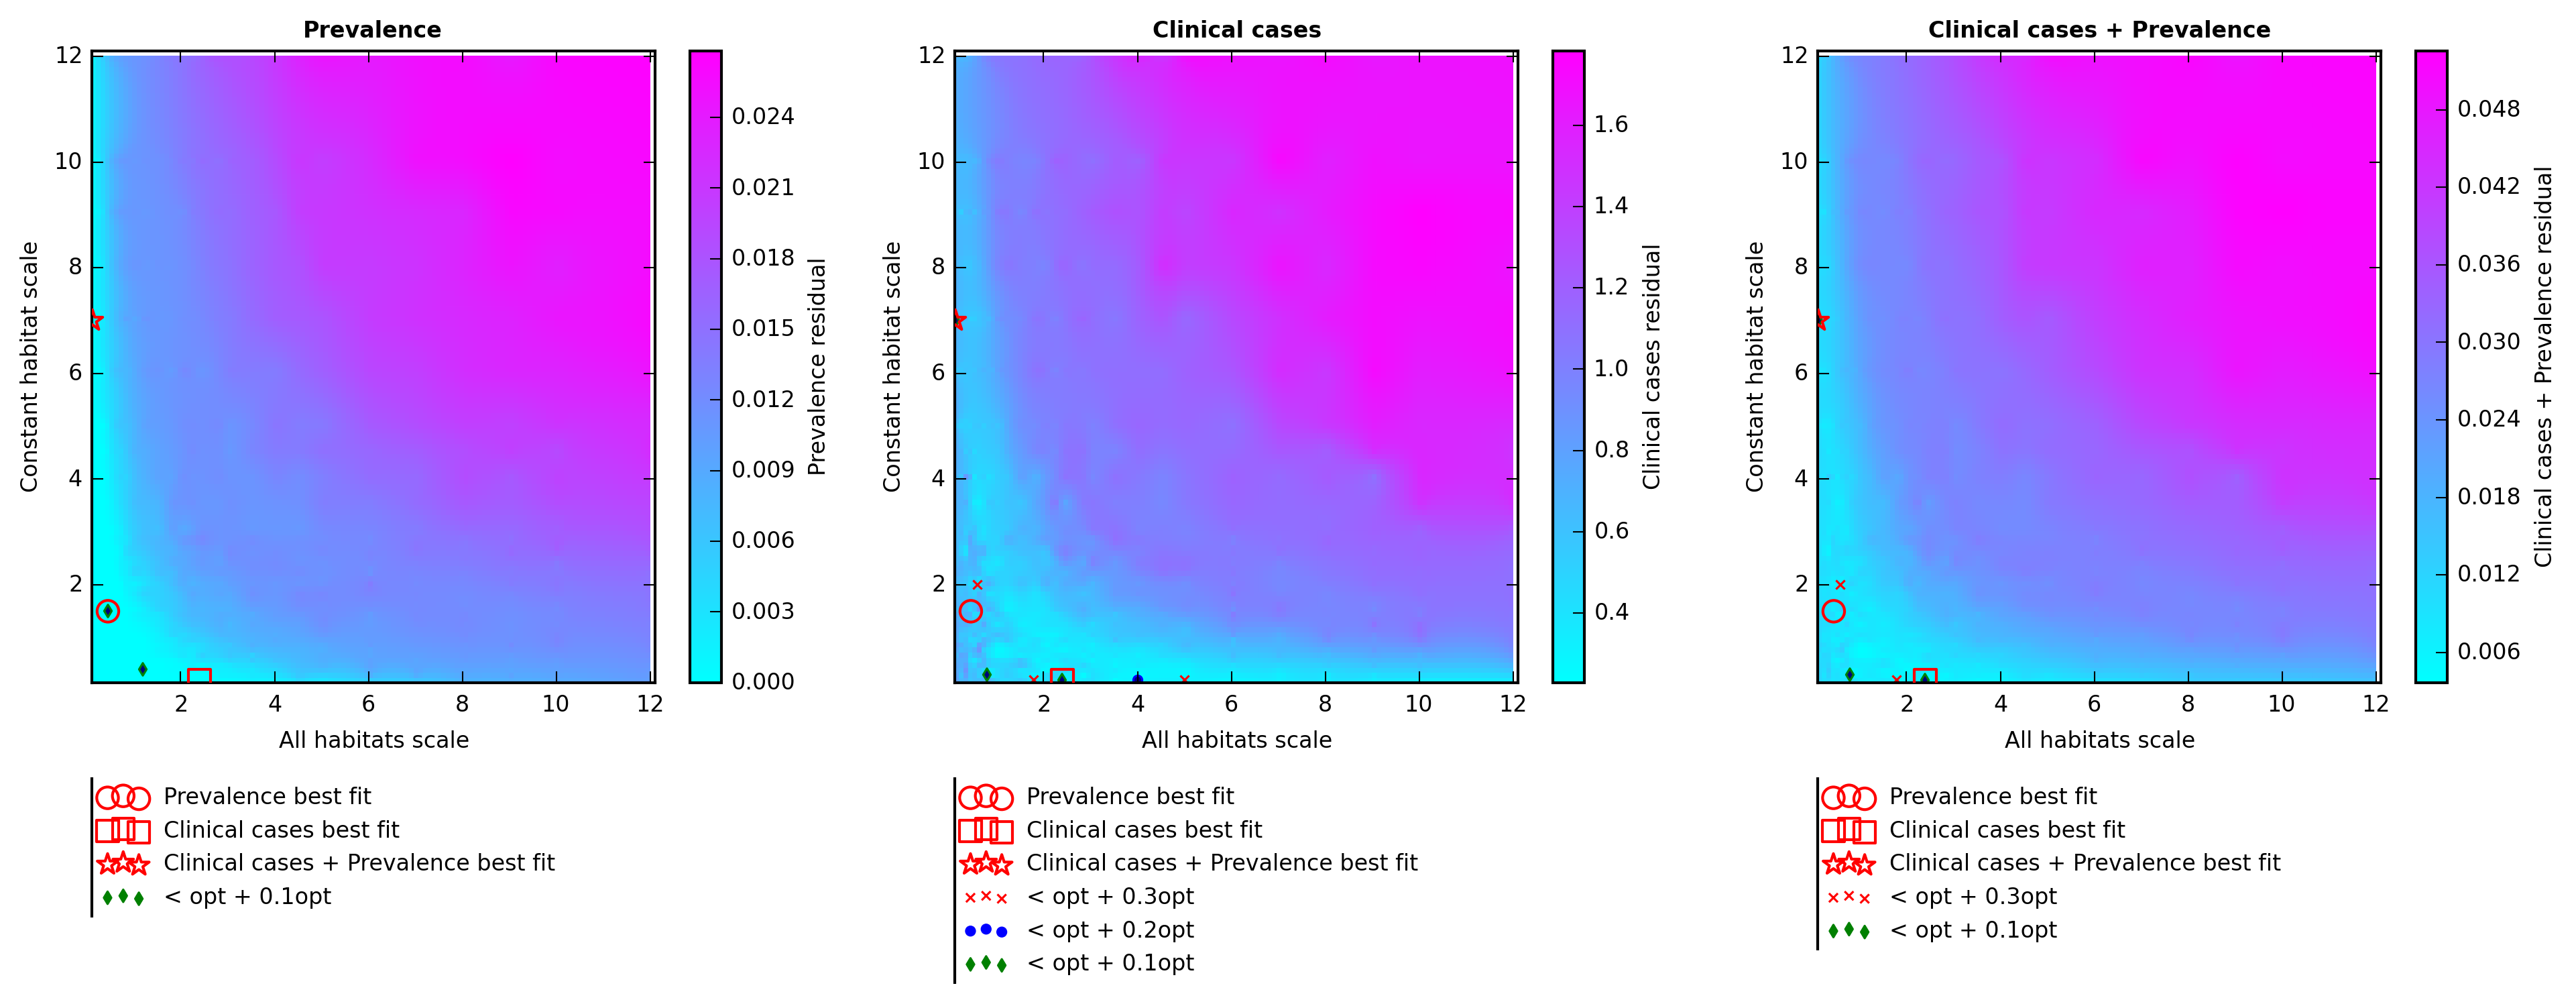 Prevalence
12
10
8
6
4
2
2 4 6 8 10 12
Constant habitat scale
All habitats scale
0.024
0.021
0.018
0.015
0.012
0.009
0.006
0.003
0.000
Prevalence residual
Prevalence best fit
Clinical cases best fit
Clinical cases + Prevalence best fit
< opt + 0.1opt
Clinical cases
12
10
8
6
4
2
2 4 6 8 10 12
Constant habitat scale
All habitats scale
1.6
1.4
1.2
1.0
0.8
0.6
0.4
Clinical cases residual
Prevalence best fit
Clinical cases best fit
Clinical cases + Prevalence best fit
< opt + 0.3opt
< opt + 0.2opt
< opt + 0.1opt
Clinical cases + Prevalence
12
10
8
6
4
2
2 4 6 8 10 12
Constant habitat scale
All habitats scale
0.048
0.042
0.036
0.030
0.024
0.018
0.012
0.006
Clinical cases + Prevalence residual
Prevalence best fit
Clinical cases best fit
Clinical cases + Prevalence best fit
< opt + 0.3opt
< opt + 0.1opt